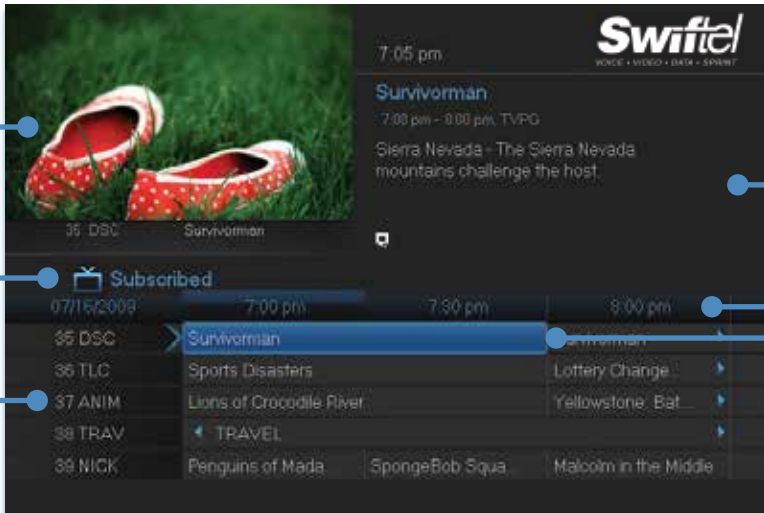 Swiftel
VOICE • VIDEO • DATA • SPRINT
7:05 pm
Survivorman
7:00 pm - 8:00 pm, TVPG
Sierra Nevada - The Sierra Nevada
mountains challenge the host.
35 DSC Survivorman
Subscribed
07/16/2009 7:00 pm 7:30 pm 8:00 pm
35 DSC Survivorman Survivorman
36 TLC Sports Disasters Lottery Change...
37 ANIM Lions of Crocodile River Yellowstone: Bat...
38 TRAV TRAVEL
39 NICK Penguins of Mada... SpongeBob Squa... Malcolm in the Middle